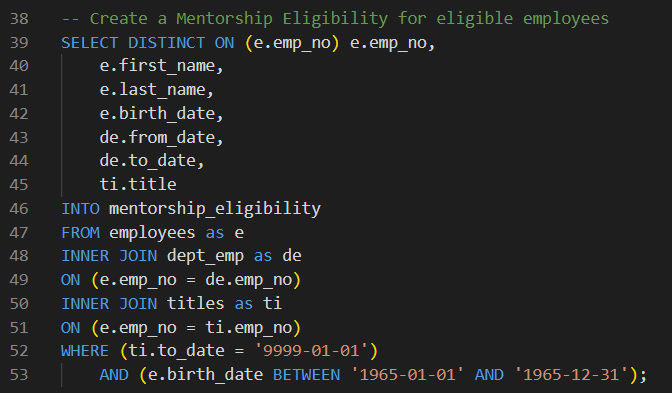 38 -- Create a Mentorship Eligibility for eligible employees
39 SELECT DISTINCT ON (e.emp_no) e.emp_no,
40     e.first_name,
41     e.last_name,
42     e.birth_date,
43     de.from_date,
44     de.to_date,
45     ti.title
46 INTO mentorship_eligibility
47 FROM employees as e
48 INNER JOIN dept_emp as de
49 ON (e.emp_no = de.emp_no)
50 INNER JOIN titles as ti
51 ON (e.emp_no = ti.emp_no)
52 WHERE (ti.to_date = '9999-01-01')
53     AND (e.birth_date BETWEEN '1965-01-01' AND '1965-12-31');